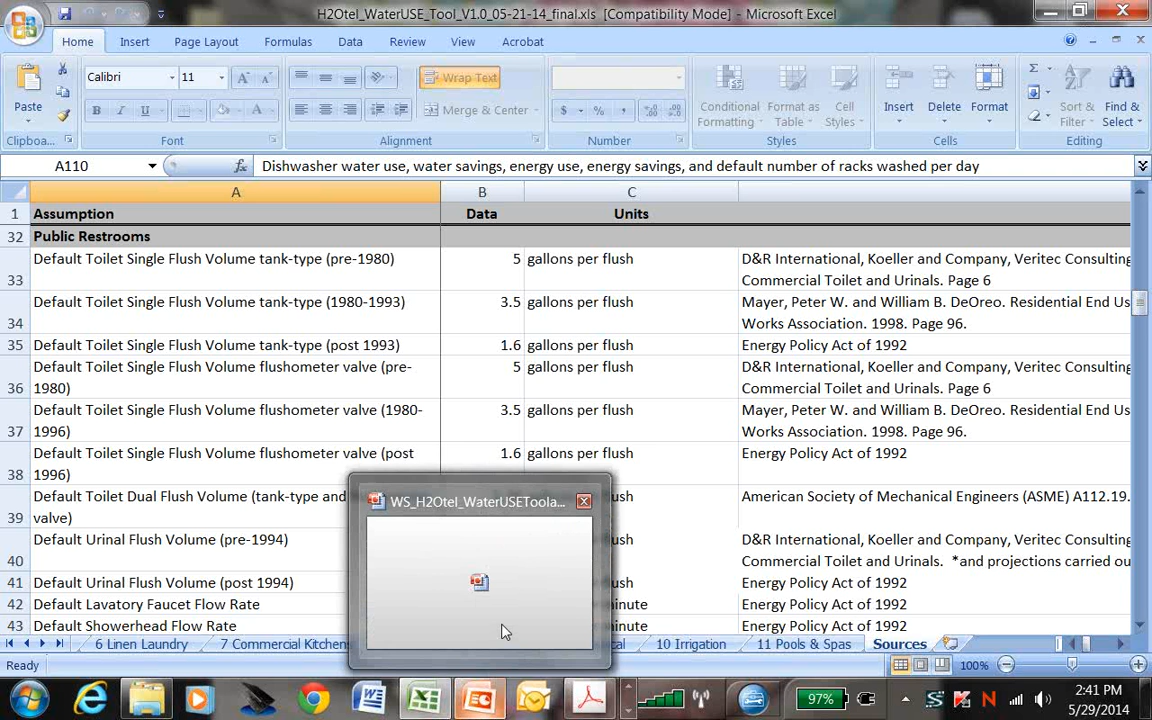 H2Otel_WaterUSE_Tool_V1.0_05-21-14_final.xls [Compatibility Mode] - Microsoft Excel
Home Insert Page Layout Formulas Data Review View Acrobat
Paste
Calibri 11
B I U
A A A
Wrap Text
Merge & Center
$ % ,
Conditional Formatting
Format as Table
Cell Styles
Insert Delete Format
Σ
Sort & Filter
Find & Select
Clipboa... Font Alignment Number Styles Cells Editing
A110 fx Dishwasher water use, water savings, energy use, energy savings, and default number of racks washed per day
A B C
1 Assumption Data Units
32 Public Restrooms
33 Default Toilet Single Flush Volume tank-type (pre-1980) 5 gallons per flush D&R International, Koeller and Company, Veritec Consulting
Commercial Toilet and Urinals. Page 6
34 Default Toilet Single Flush Volume tank-type (1980-1993) 3.5 gallons per flush Mayer, Peter W. and William B. DeOreo. Residential End Us
Works Association. 1998. Page 96.
35 Default Toilet Single Flush Volume tank-type (post 1993) 1.6 gallons per flush Energy Policy Act of 1992
36 Default Toilet Single Flush Volume flushometer valve (pre- 5 gallons per flush D&R International, Koeller and Company, Veritec Consulting
1980) Commercial Toilet and Urinals. Page 6
37 Default Toilet Single Flush Volume flushometer valve (1980- 3.5 gallons per flush Mayer, Peter W. and William B. DeOreo. Residential End Us
1996) Works Association. 1998. Page 96.
38 Default Toilet Single Flush Volume flushometer valve (post 1.6 gallons per flush Energy Policy Act of 1992
1996)
39 Default Toilet Dual Flush Volume (tank-type and American Society of Mechanical Engineers (ASME) A112.19.
valve)
40 Default Urinal Flush Volume (pre-1994) D&R International, Koeller and Company, Veritec Consulting
Commercial Toilet and Urinals. *and projections carried ou
41 Default Urinal Flush Volume (post 1994) Energy Policy Act of 1992
42 Default Lavatory Faucet Flow Rate minute Energy Policy Act of 1992
43 Default Showerhead Flow Rate minute Energy Policy Act of 1992
WS_H2Otel_WaterUSEToola...
6 Linen Laundry 7 Commercial Kitchens 10 Irrigation 11 Pools & Spas Sources
Ready 100%
97%
2:41 PM
5/29/2014